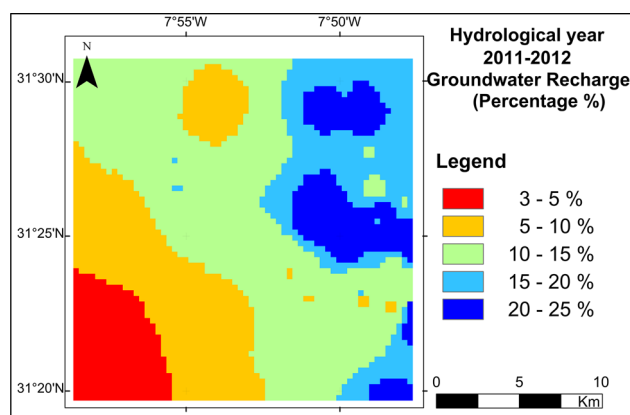 7°55'W 7°50'W
N
31°30'N
31°25'N
31°20'N
Hydrological year
2011-2012
Groundwater Recharge
(Percentage %)
Legend
3 - 5 %
5 - 10 %
10 - 15 %
15 - 20 %
20 - 25 %
0 5 10
Km